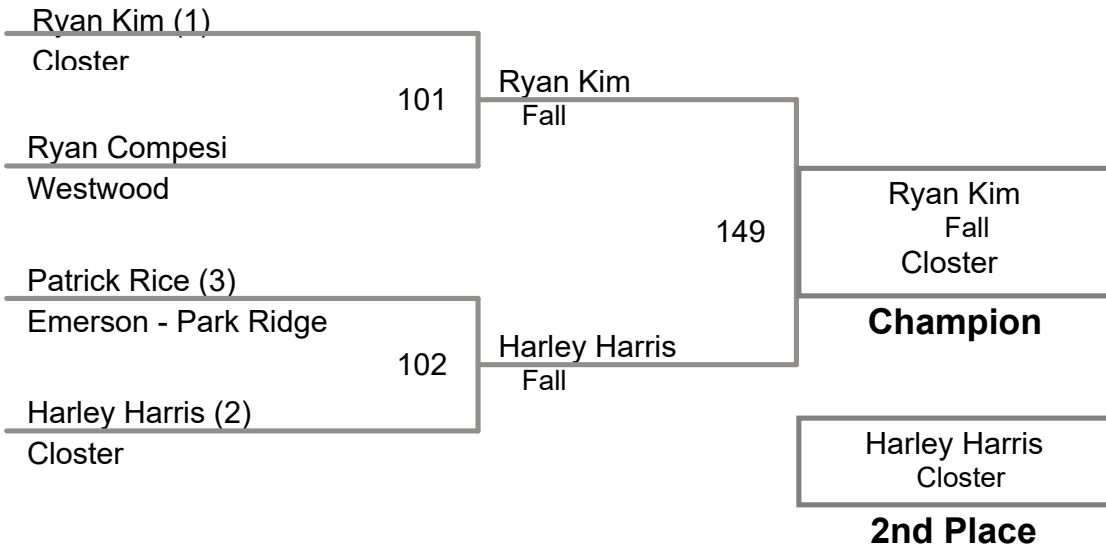 Ryan Kim (1)
Closter
101
Ryan Kim
Fall
Ryan Compesi
Westwood
149
Ryan Kim
Fall
Closter
Champion
Patrick Rice (3)
Emerson - Park Ridge
102
Harley Harris
Fall
Harley Harris (2)
Closter
Harley Harris
Closter
2nd Place